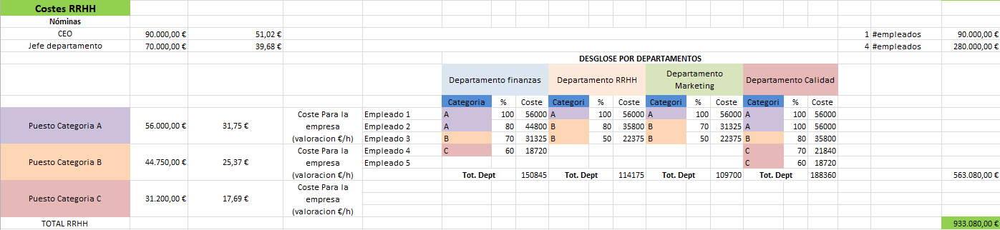 Costes RRHH
Nóminas
CEO 90.000,00 € 51,02 € 1 #empleados 90.000,00 €
Jefe departamento 70.000,00 € 39,68 € 4 #empleados 280.000,00 €
DESGLOSE POR DEPARTAMENTOS
Departamento finanzas Departamento RRHH Departamento Marketing Departamento Calidad
Categoria % Coste Categori % Coste Categori % Coste Categori % Coste
Puesto Categoria A 56.000,00 € 31,75 € Coste Para la empresa (valoracion €/h)
Empleado 1 A 100 56000 A 100 56000 A 100 56000 A 100 56000
Empleado 2 A 80 44800 B 80 35800 B 70 31325 A 100 56000
Empleado 3 B 70 31325 B 50 22375 B 50 22375 B 80 35800
Puesto Categoria B 44.750,00 € 25,37 € Coste Para la empresa (valoracion €/h)
Empleado 4 C 60 18720 C 70 21840
Empleado 5 C 60 18720
Tot. Dept 150845 Tot. Dept 114175 Tot. Dept 109700 Tot. Dept 188360 563.080,00 €
Puesto Categoria C 31.200,00 € 17,69 € Coste Para la empresa (valoracion €/h)
TOTAL RRHH 933.080,00 €